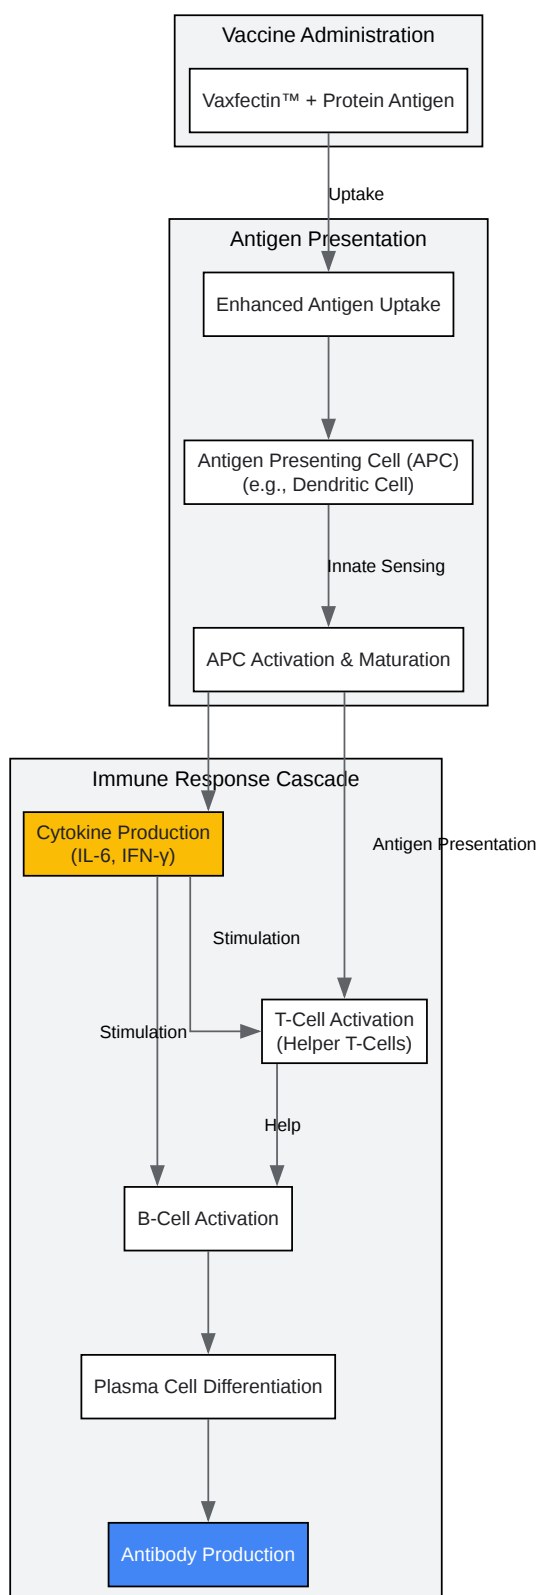 Vaccine Administration
Vaxfectin™ + Protein Antigen
Uptake
Antigen Presentation
Enhanced Antigen Uptake
Antigen Presenting Cell (APC)
(e.g., Dendritic Cell)
Innate Sensing
APC Activation & Maturation
Immune Response Cascade
Cytokine Production
(IL-6, IFN-γ)
Antigen Presentation
Stimulation
T-Cell Activation
(Helper T-Cells)
Stimulation
Help
B-Cell Activation
Plasma Cell Differentiation
Antibody Production